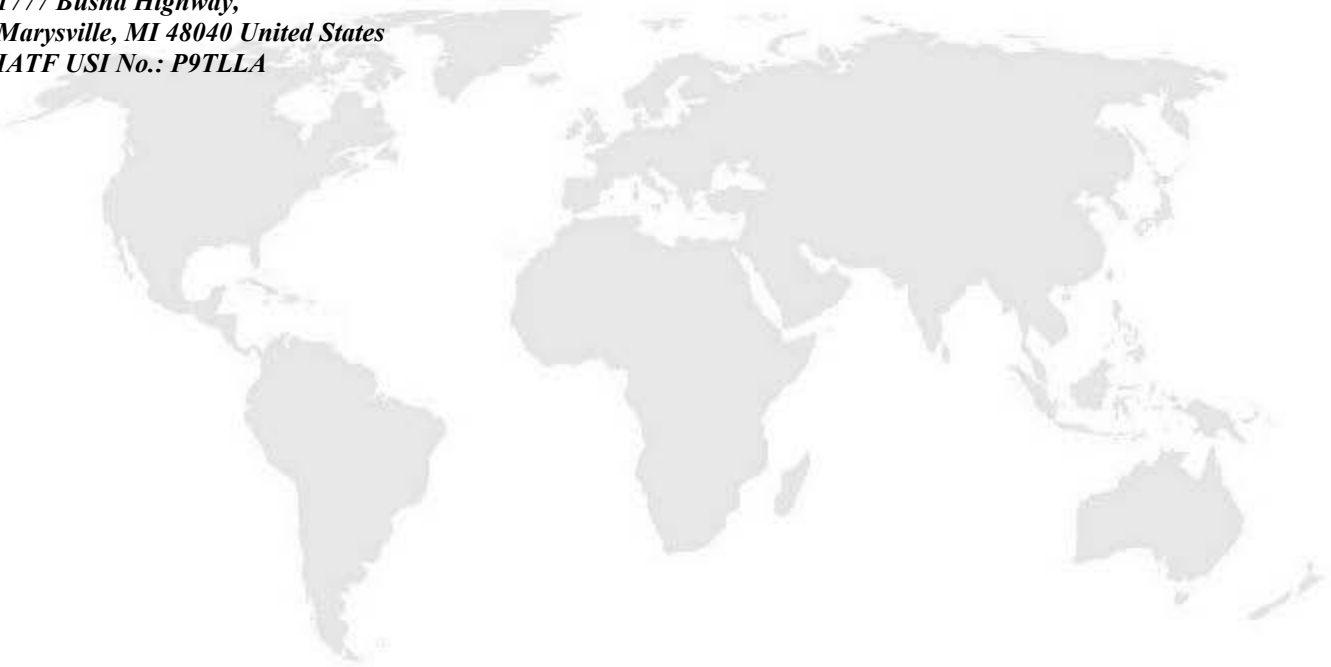 1777 Busha Highway,
Marysville, MI 48040 United States
IATF USI No.: P9TLLA